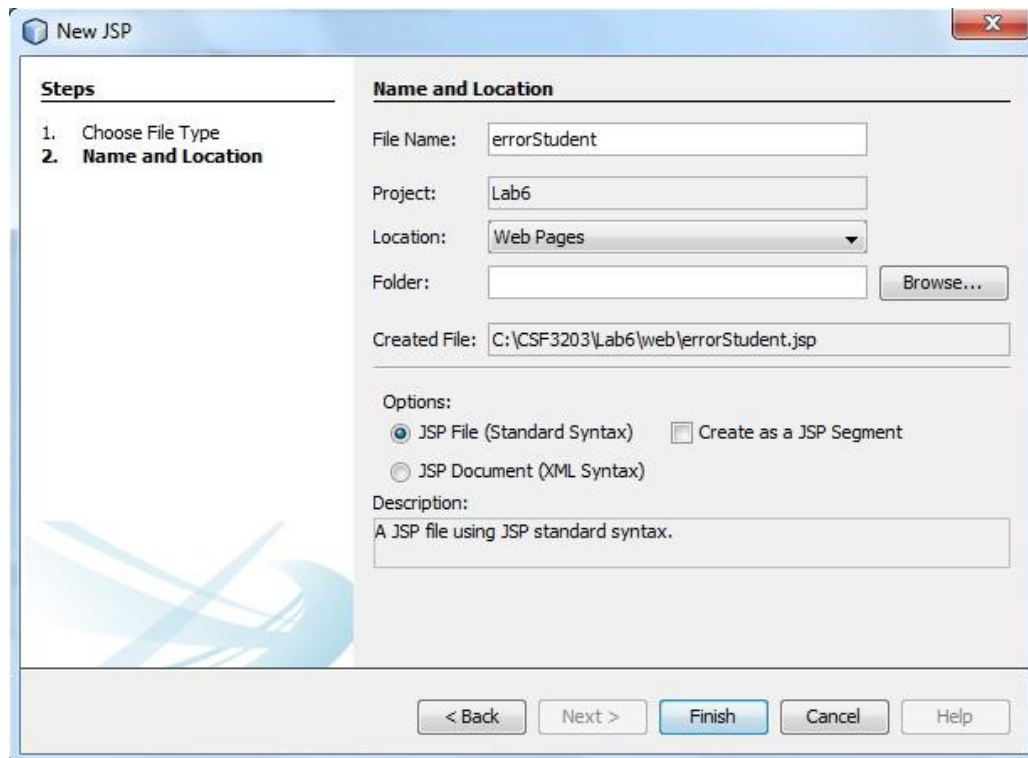 New JSP
Steps
1. Choose File Type
2. Name and Location
Name and Location
File Name: errorStudent
Project: Lab6
Location: Web Pages
Folder: Browse...
Created File: C:\CSF3203\Lab6\web\errorStudent.jsp
Options:
JSP File (Standard Syntax) Create as a JSP Segment
JSP Document (XML Syntax)
Description:
A JSP file using JSP standard syntax.
< Back Next > Finish Cancel Help